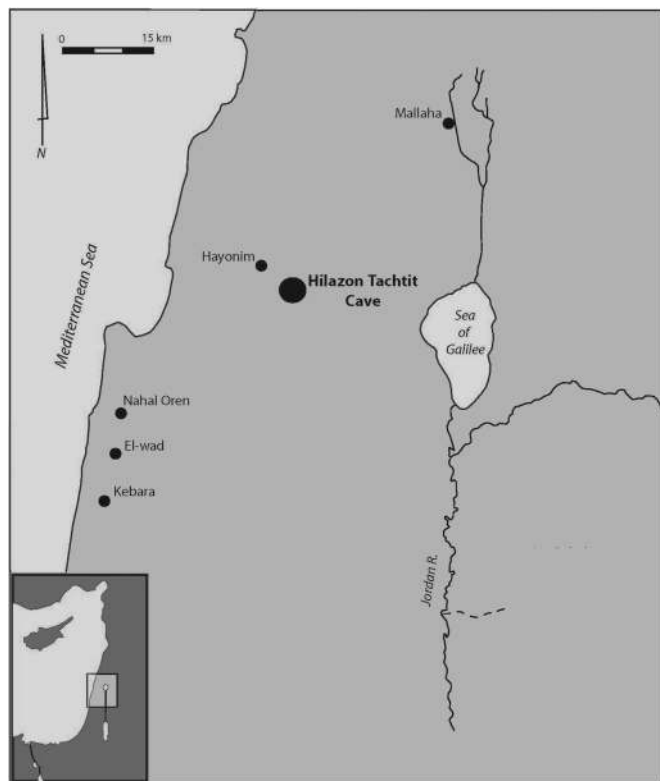 0 15 km
N
Mallaha
Hayonim
Hilazon Tachtit
Cave
Mediterranean Sea
Sea
of
Galilee
Nahal Oren
El-wad
Kebara
Jordan R.